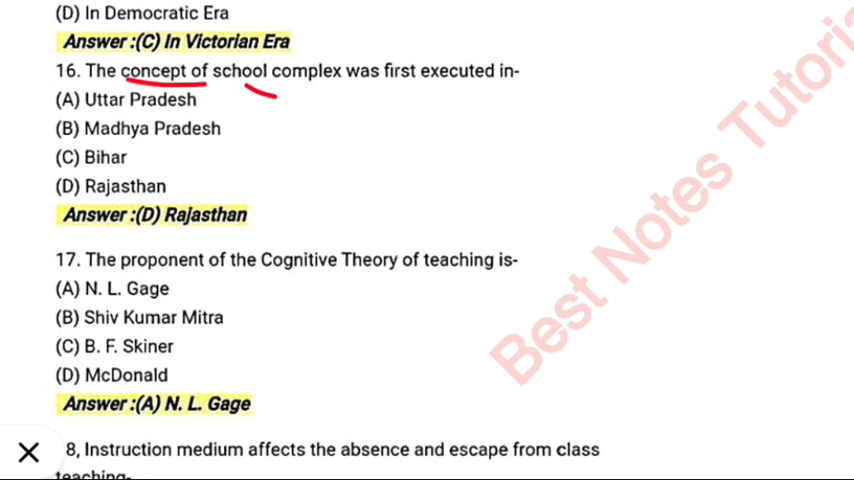 (D) In Democratic Era
Answer :(C) In Victorian Era
16. The concept of school complex was first executed in-
(A) Uttar Pradesh
(B) Madhya Pradesh
(C) Bihar
(D) Rajasthan
Answer :(D) Rajasthan
17. The proponent of the Cognitive Theory of teaching is-
(A) N. L. Gage
(B) Shiv Kumar Mitra
(C) B. F. Skiner
(D) McDonald
Answer :(A) N. L. Gage
8, Instruction medium affects the absence and escape from class
teaching-
Best Notes Tutoria